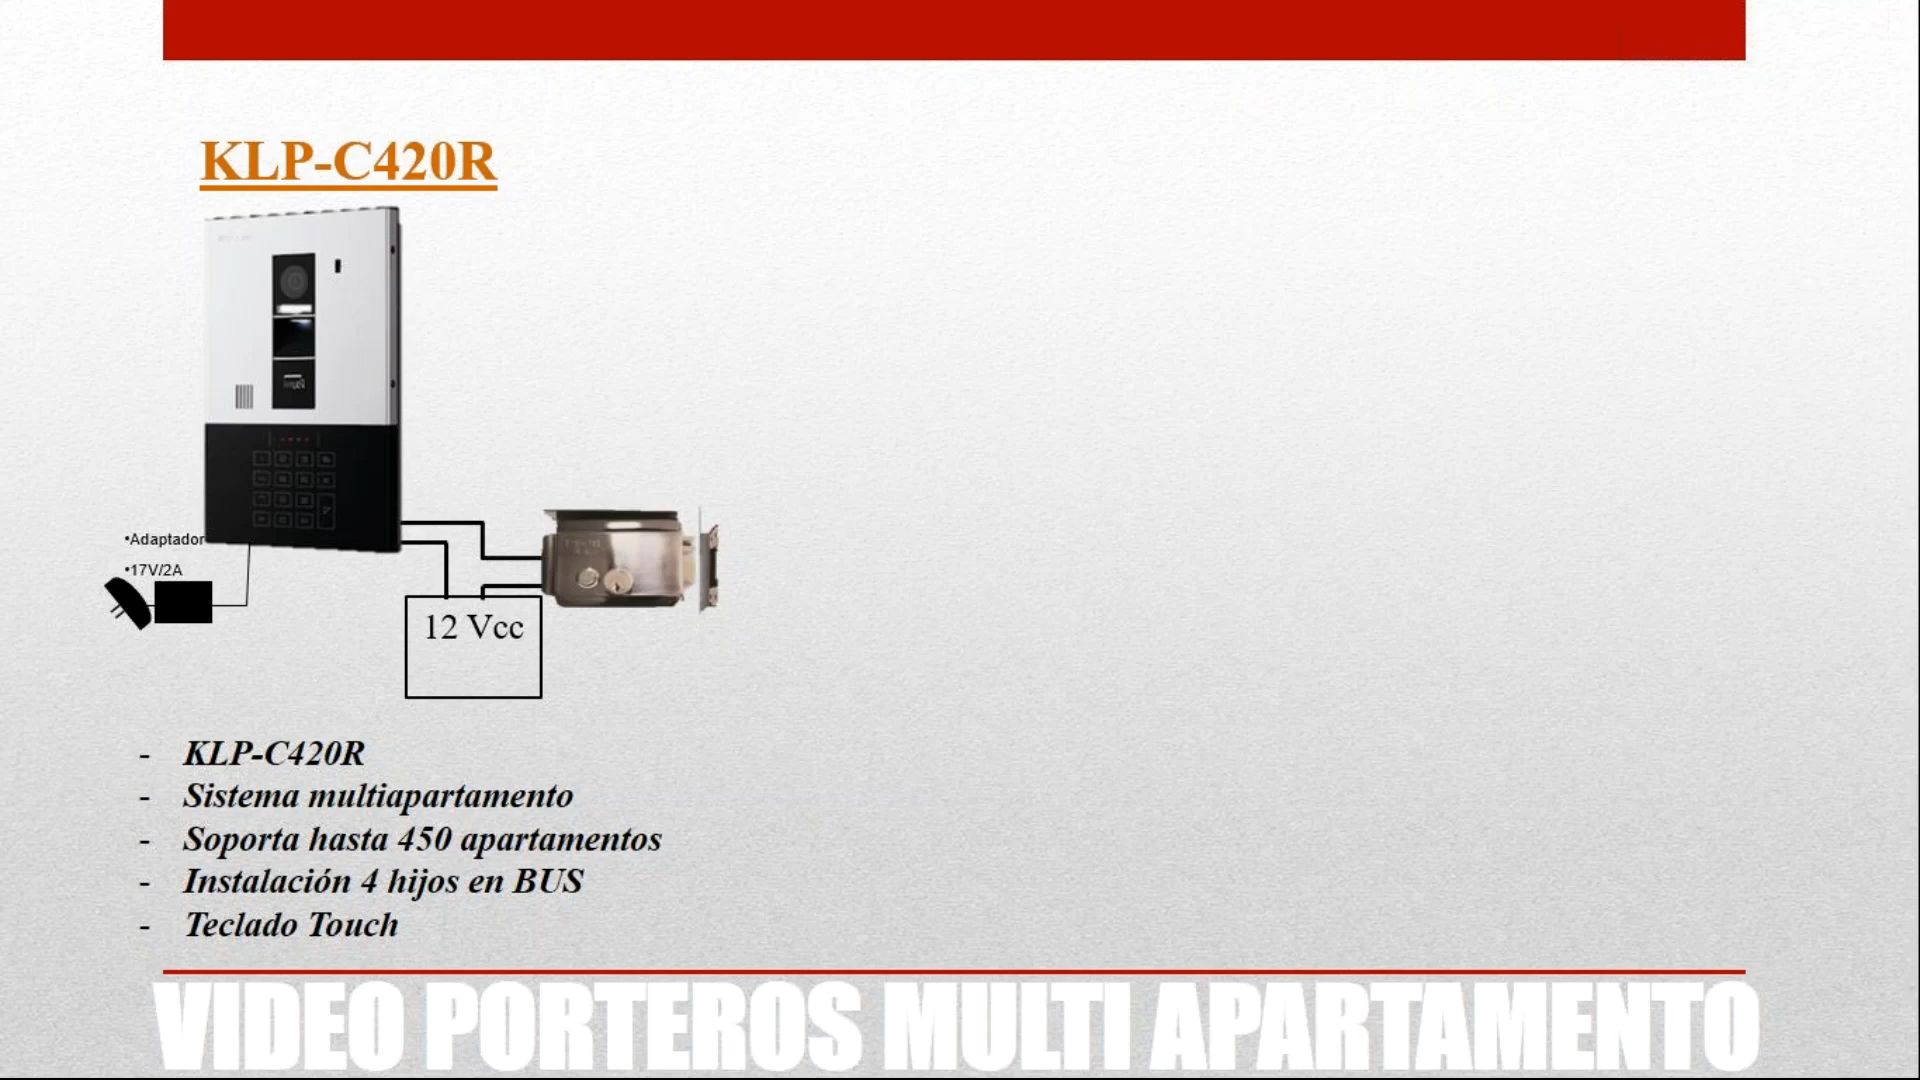 KLP-C420R
•Adaptador
•17V/2A
12 Vcc
- KLP-C420R
- Sistema multiapartamento
- Soporta hasta 450 apartamentos
- Instalación 4 hijos en BUS
- Teclado Touch
VIDEO PORTEROS MULTI APARTAMENTO